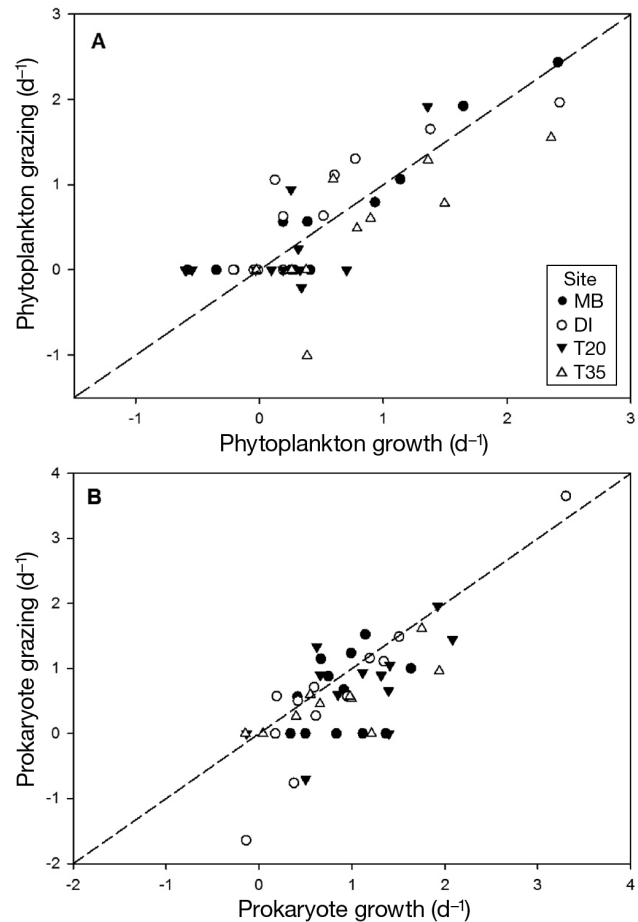 A
3
2
1
0
-1
-1 0 1 2 3
Phytoplankton grazing (d⁻¹)
Phytoplankton growth (d⁻¹)
Site
MB
DI
T20
T35
B
4
3
2
1
0
-1
-2
-2 -1 0 1 2 3 4
Prokaryote grazing (d⁻¹)
Prokaryote growth (d⁻¹)